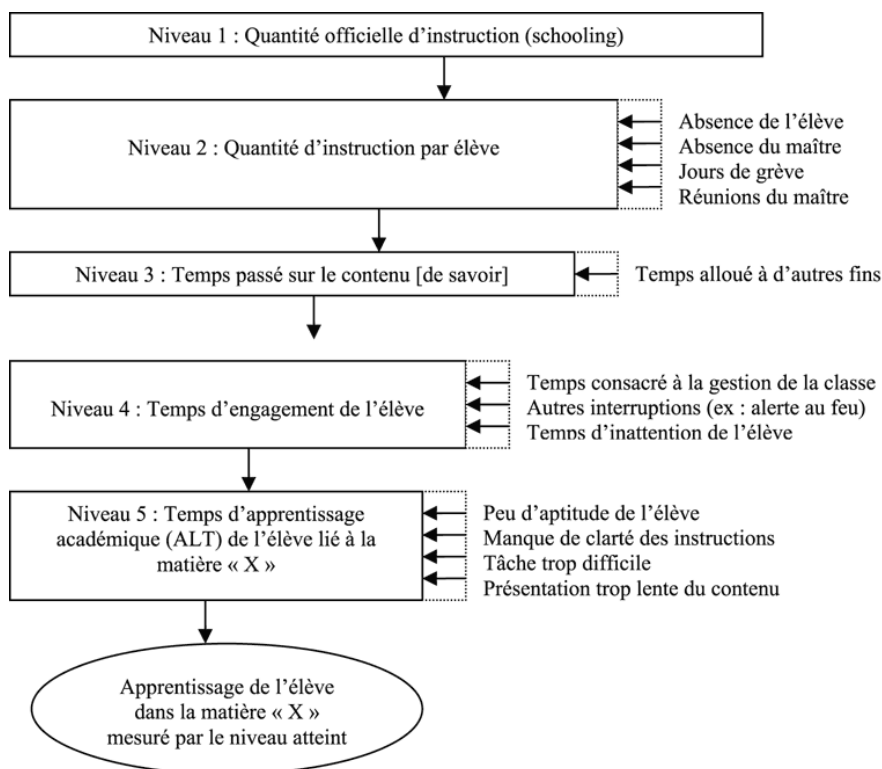 Niveau 1 : Quantité officielle d’instruction (schooling)
Niveau 2 : Quantité d’instruction par élève
Absence de l’élève
Absence du maître
Jours de grève
Réunions du maître
Niveau 3 : Temps passé sur le contenu [de savoir]
Temps alloué à d’autres fins
Niveau 4 : Temps d’engagement de l’élève
Temps consacré à la gestion de la classe
Autres interruptions (ex : alerte au feu)
Temps d’inattention de l’élève
Niveau 5 : Temps d’apprentissage
académique (ALT) de l’élève lié à la
matière « X »
Peu d’aptitude de l’élève
Manque de clarté des instructions
Tâche trop difficile
Présentation trop lente du contenu
Apprentissage de l’élève
dans la matière « X »
mesuré par le niveau atteint